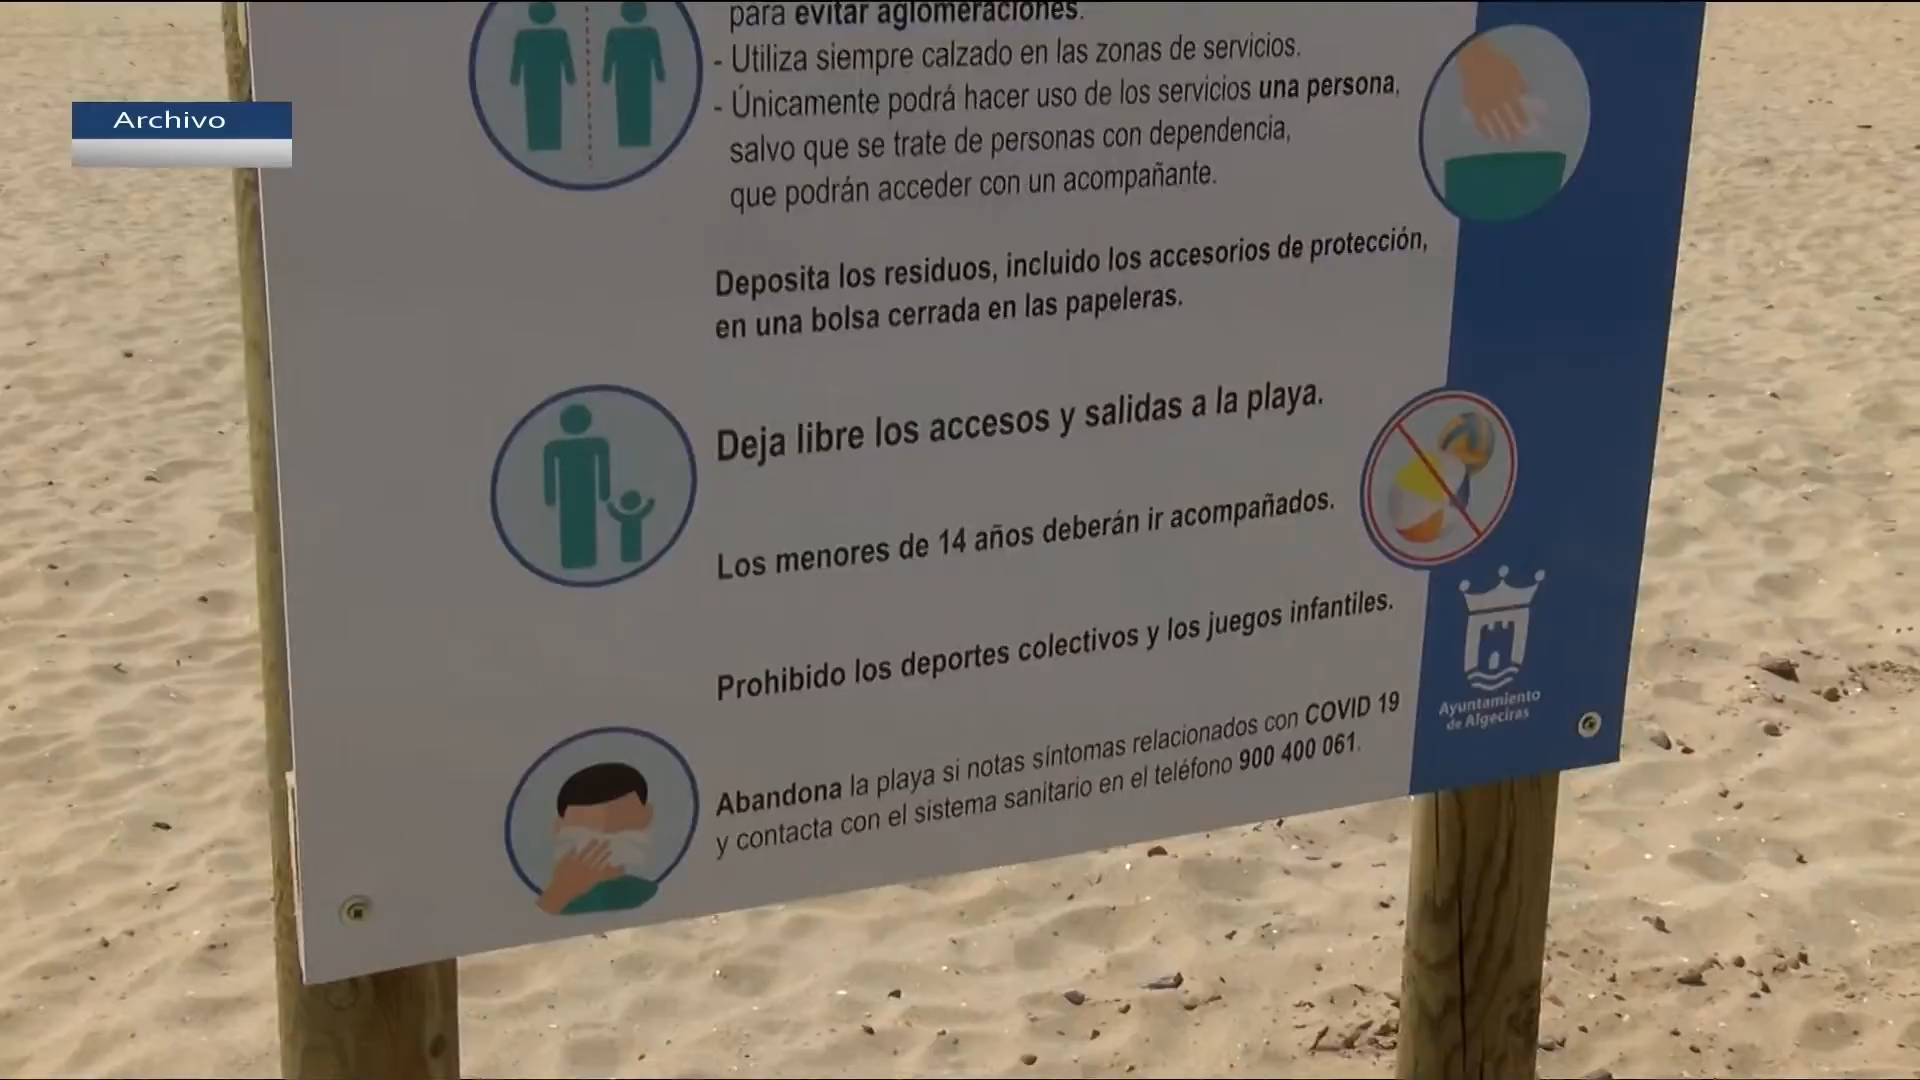 Archivo
para evitar aglomeraciones.
- Utiliza siempre calzado en las zonas de servicios.
- Únicamente podrá hacer uso de los servicios una persona,
salvo que se trate de personas con dependencia,
que podrán acceder con un acompañante.
Deposita los residuos, incluido los accesorios de protección,
en una bolsa cerrada en las papeleras.
Deja libre los accesos y salidas a la playa.
Los menores de 14 años deberán ir acompañados.
Prohibido los deportes colectivos y los juegos infantiles.
Abandona la playa si notas síntomas relacionados con COVID 19
y contacta con el sistema sanitario en el teléfono 900 400 061.
Ayuntamiento
de Algeciras